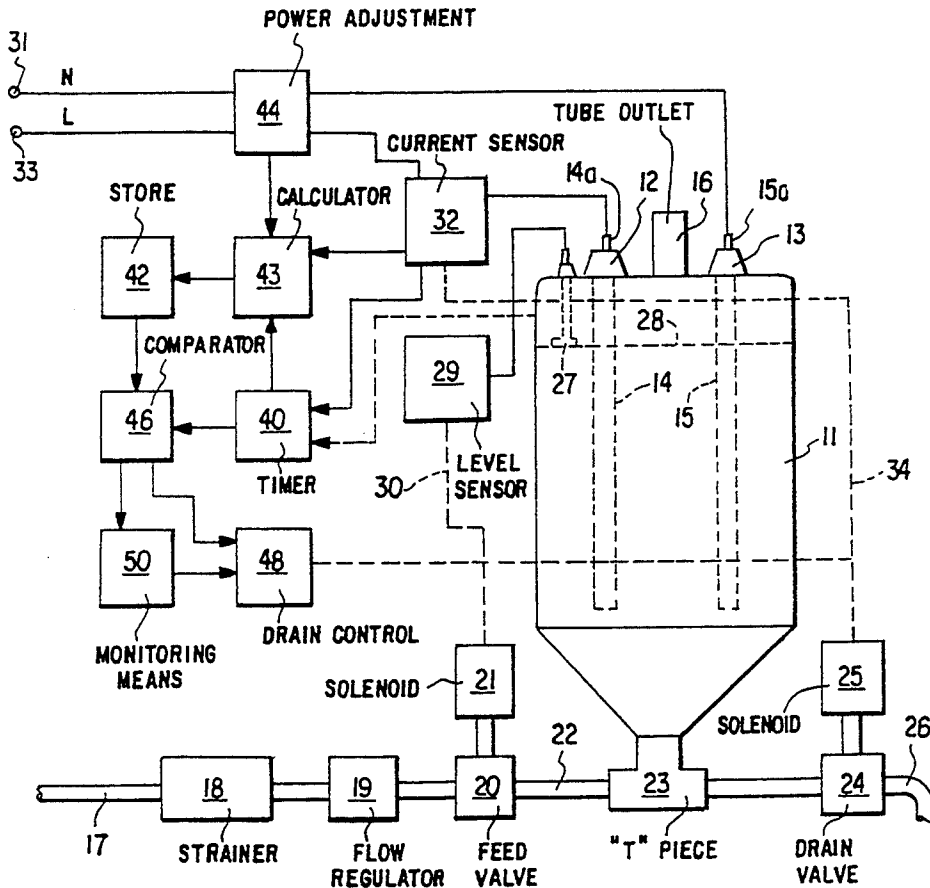 POWER ADJUSTMENT
31
N
44
L
33
TUBE OUTLET
CURRENT SENSOR
14a
12
16
15a
13
STORE
CALCULATOR
32
42
43
28
COMPARATOR
29
27
14
15
46
40
11
TIMER
LEVEL SENSOR
30
34
50
48
MONITORING MEANS
DRAIN CONTROL
SOLENOID
21
25
SOLENOID
22
26
18
19
20
23
24
17
STRAINER
FLOW REGULATOR
FEED VALVE
"T" PIECE
DRAIN VALVE